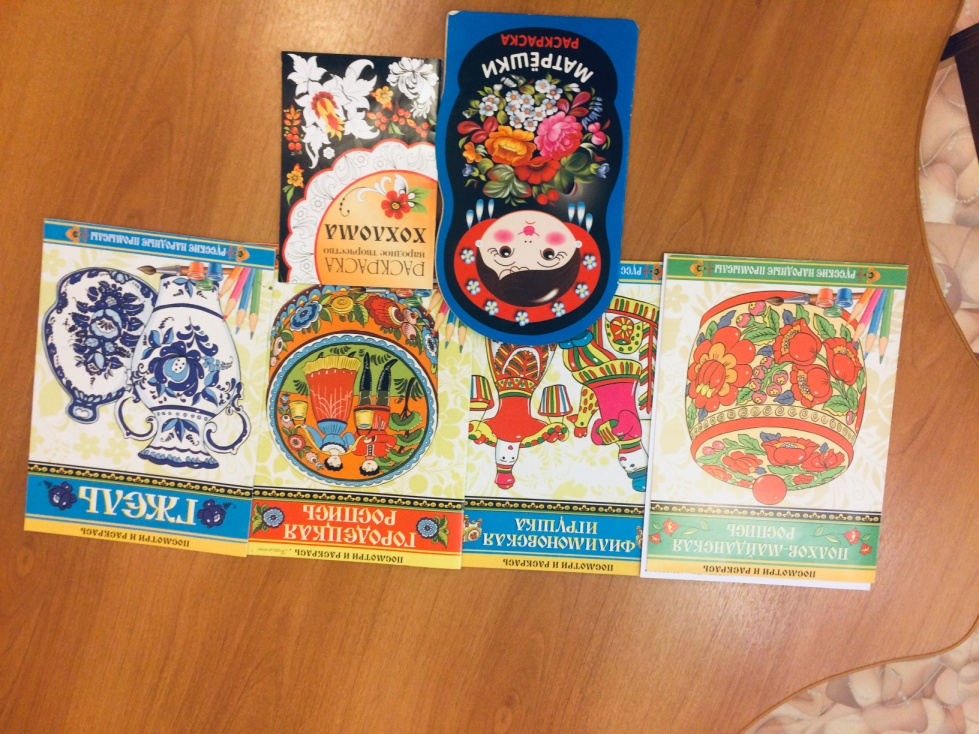 ПОСМОТРИ И РАСКРАСЬ
ПОЛХОВ-МАЙДАНСКАЯ
РОСПИСЬ
РУССКИЕ НАРОДНЫЕ ПРОМЫСЛЫ
ПОСМОТРИ И РАСКРАСЬ
ФИЛИМОНОВСКАЯ
ИГРУШКА
ПОСМОТРИ И РАСКРАСЬ
ГОРОДЕЦКАЯ
РОСПИСЬ
ПОСМОТРИ И РАСКРАСЬ
ГЖЕЛЬ
РУССКИЕ НАРОДНЫЕ ПРОМЫСЛЫ
МАТРЁШКИ
РАСКРАСКА
РАСКРАСКА
народное творчество
ХОХЛОМА